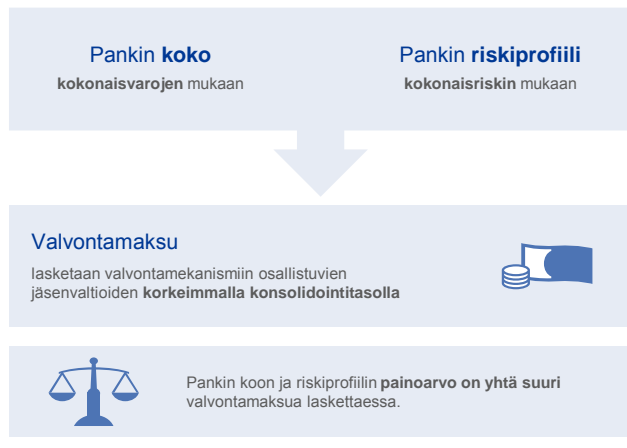 Pankin koko
kokonaisvarojen mukaan
Pankin riskiprofiili
kokonaisriskin mukaan
Valvontamaksu
lasketaan valvontamekanismiin osallistuvien
jäsenvaltioiden korkeimmalla konsolidointitasolla
Pankin koon ja riskiprofiilin painoarvo on yhtä suuri
valvontamaksua laskettaessa.